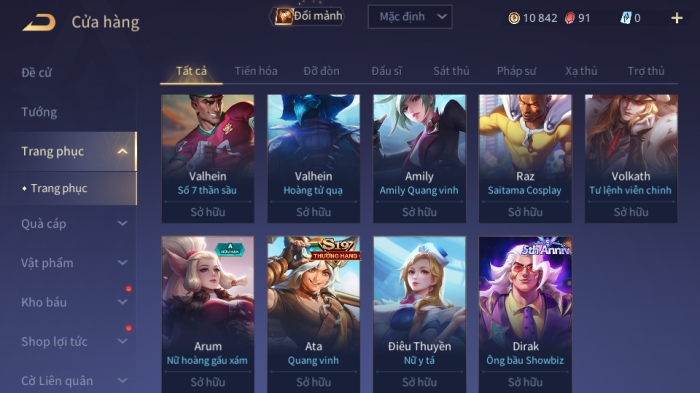 Cửa hàng
Đổi mảnh
Mặc định
10 842
91
0
Đề cử
Tướng
Trang phục
Trang phục
Quà cáp
Vật phẩm
Kho báu
Shop lợi tức
Cờ Liên quân
Tất cả
Tiến hóa
Đỡ đòn
Đấu sĩ
Sát thủ
Pháp sư
Xạ thủ
Trợ thủ
Valhein
Số 7 thần sầu
Sở hữu
Valhein
Hoàng tử quạ
Sở hữu
Amily
Amily Quang vinh
Sở hữu
Raz
Saitama Cosplay
Sở hữu
Volkath
Tư lệnh viễn chinh
Sở hữu
HỮU HẠN
Arum
Nữ hoàng gấu xám
Sở hữu
S19
THƯỞNG HẠNG
Ata
Quang vinh
Sở hữu
Điêu Thuyền
Nữ y tá
Sở hữu
5th Anniv
Dirak
Ông bầu Showbiz
Sở hữu